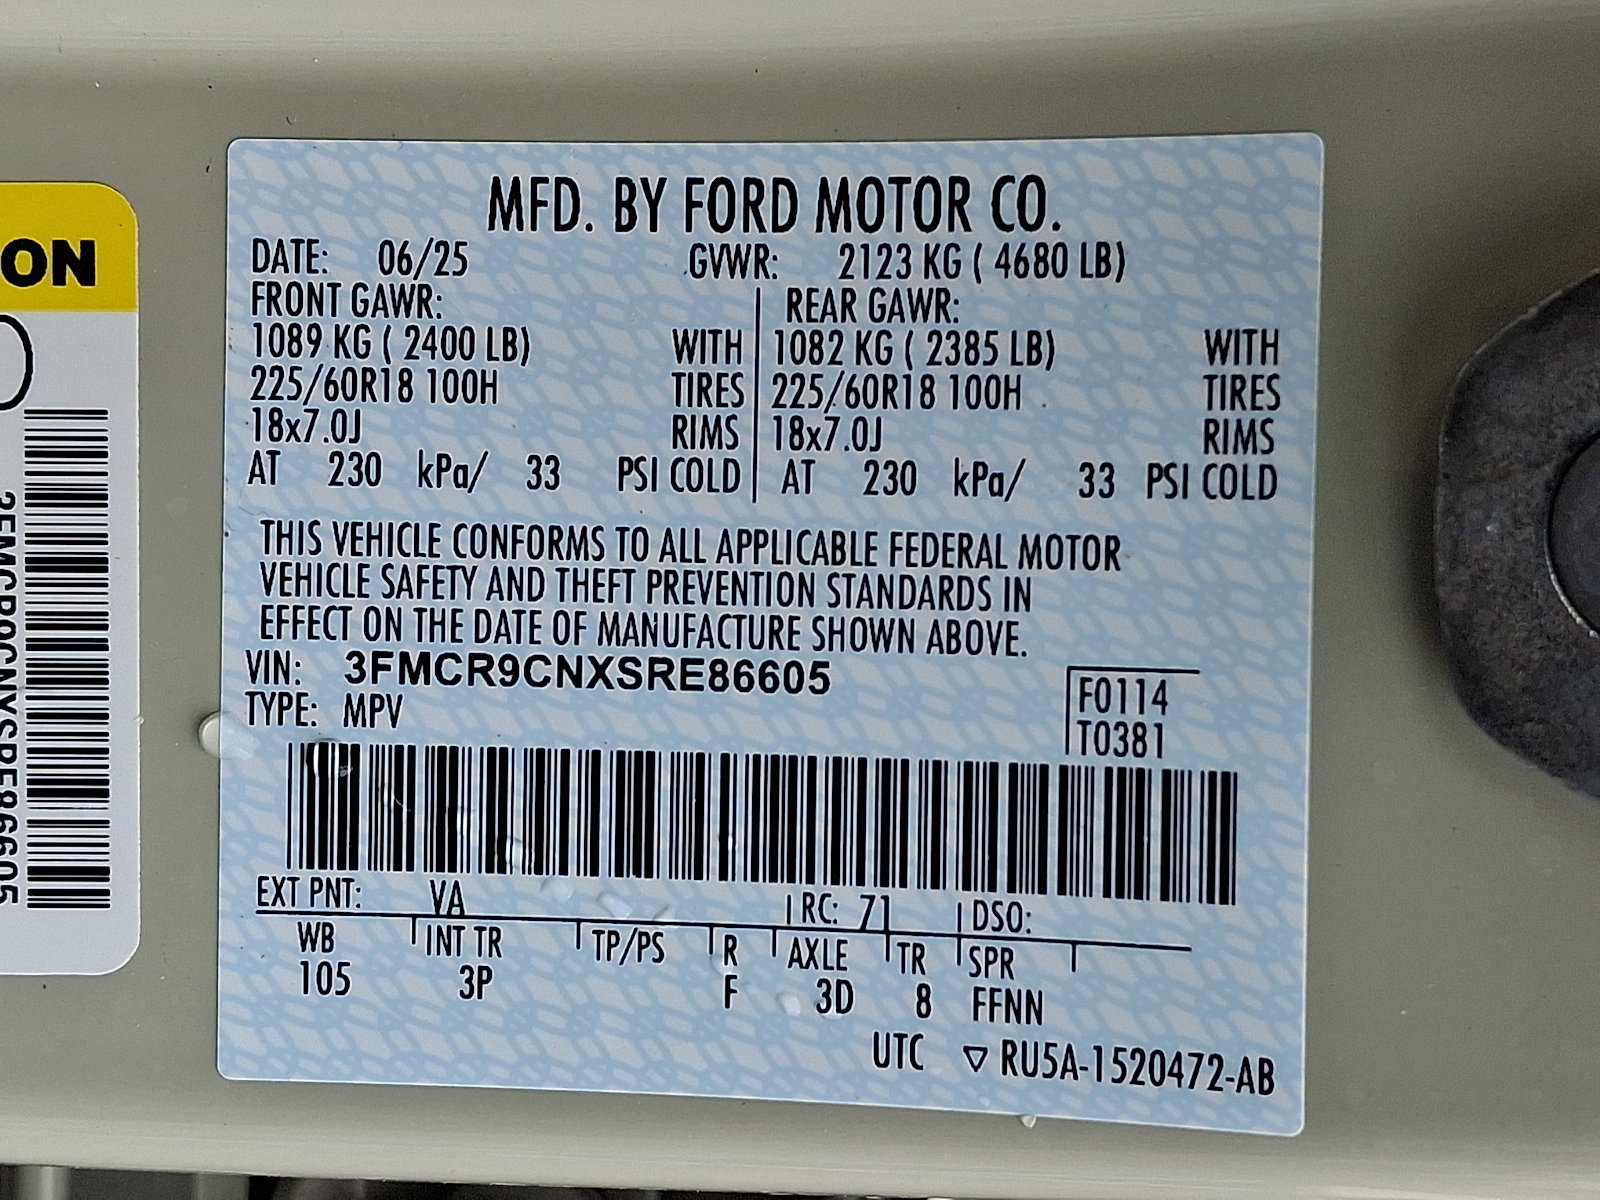 ON
3FMCR9CNXSRE86605
MFD. BY FORD MOTOR CO.
DATE: 06/25 GVWR: 2123 KG ( 4680 LB)
FRONT GAWR: REAR GAWR:
1089 KG ( 2400 LB) WITH 1082 KG ( 2385 LB) WITH
225/60R18 100H TIRES 225/60R18 100H TIRES
18x7.0J RIMS 18x7.0J RIMS
AT 230 kPa/ 33 PSI COLD AT 230 kPa/ 33 PSI COLD
THIS VEHICLE CONFORMS TO ALL APPLICABLE FEDERAL MOTOR
VEHICLE SAFETY AND THEFT PREVENTION STANDARDS IN
EFFECT ON THE DATE OF MANUFACTURE SHOWN ABOVE.
VIN: 3FMCR9CNXSRE86605
TYPE: MPV
F0114
T0381
EXT PNT: VA RC: 71 DSO:
WB INT TR TP/PS R AXLE TR SPR
105 3P F 3D 8 FFNN
UTC ▽ RU5A-1520472-AB